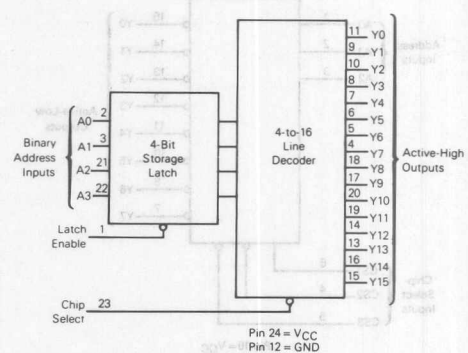 11 Y0
9 Y1
10 Y2
8 Y3
7 Y4
6 Y5
5 Y6
4 Y7
18 Y8
17 Y9
20 Y10
19 Y11
14 Y12
13 Y13
16 Y14
15 Y15
Active-High
Outputs
4-to-16
Line
Decoder
4-Bit
Storage
Latch
A0 2
A1 3
A2 21
A3 22
Binary
Address
Inputs
Latch
Enable
1
Chip
Select
23
Pin 24 = VCC
Pin 12 = GND